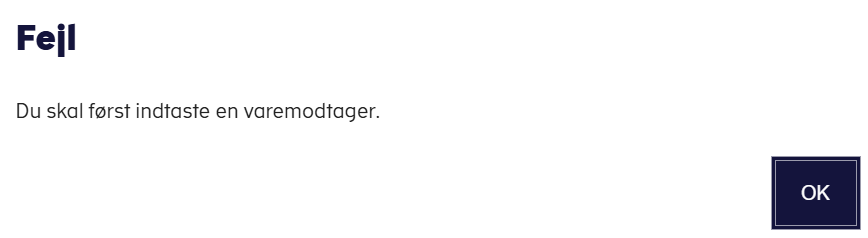 Fejl
Du skal først indtaste en varemodtager.
OK